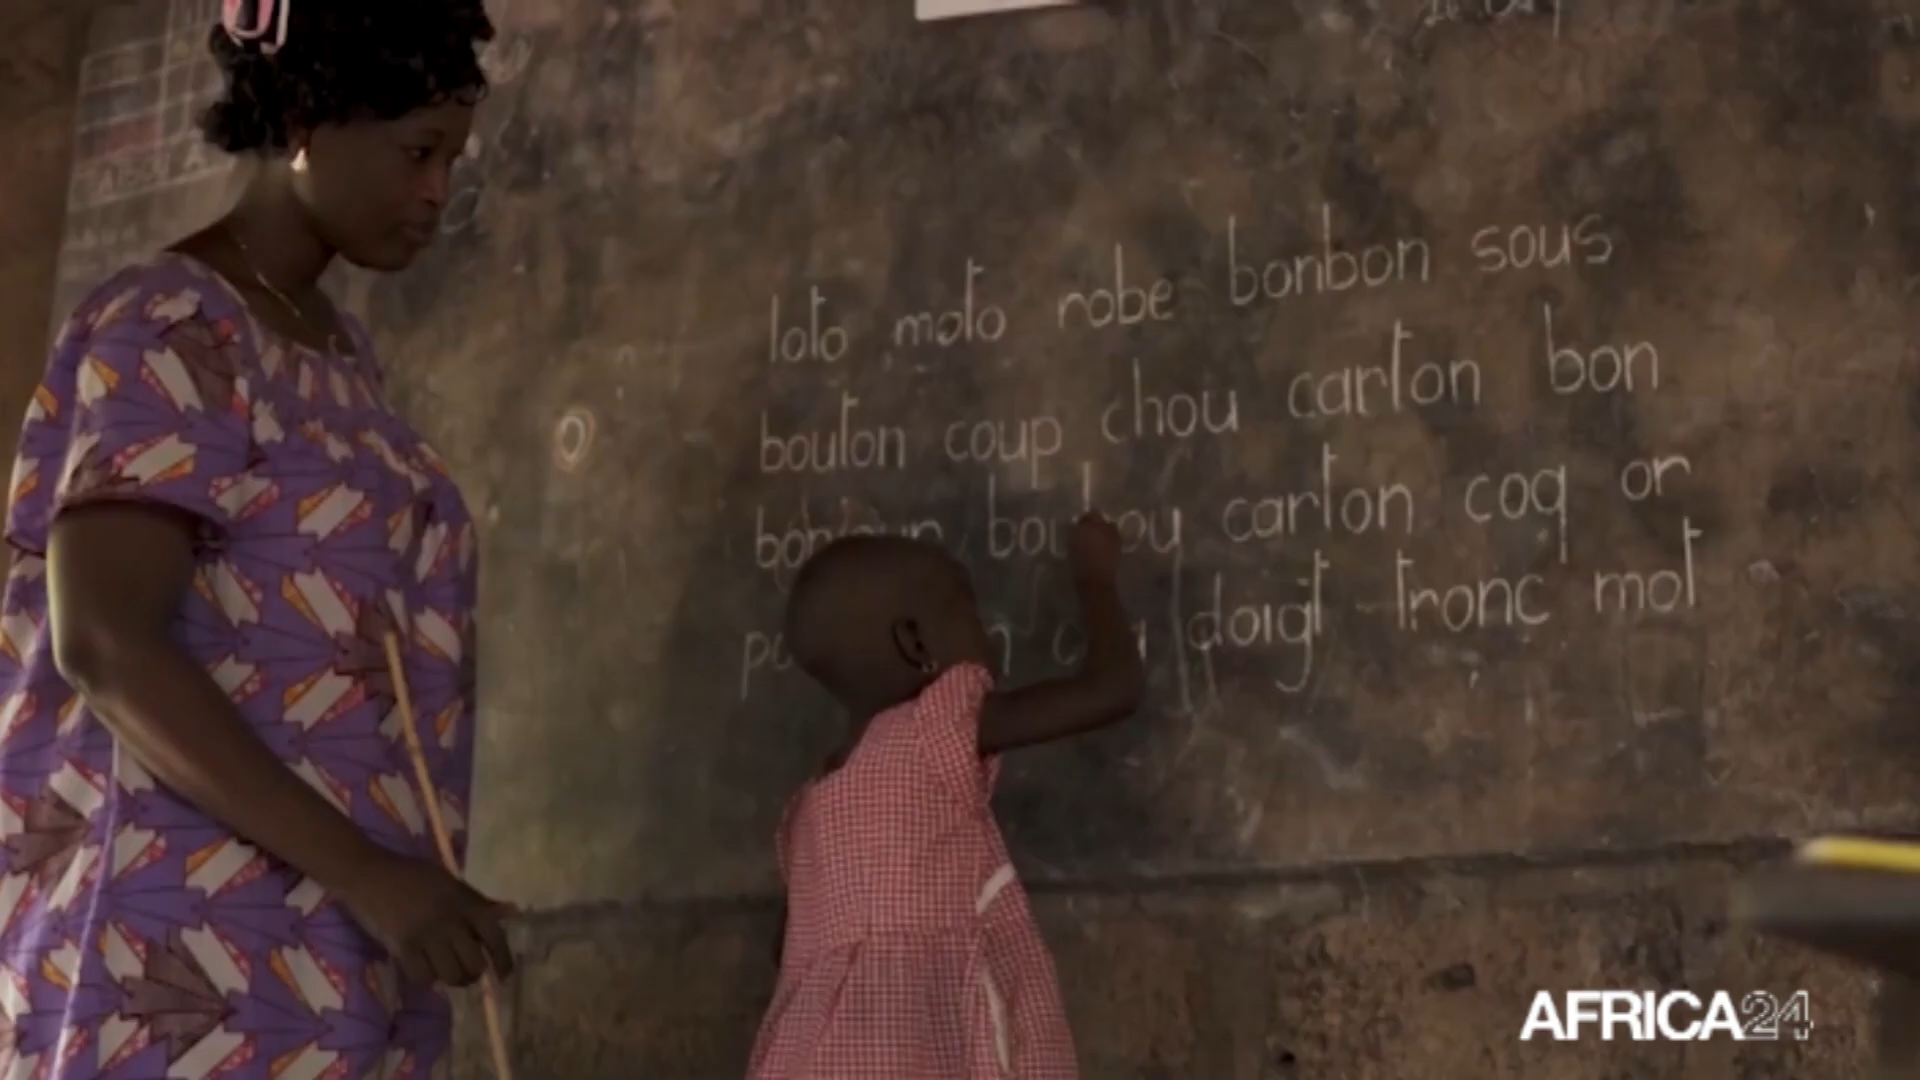 loto moto robe bonbon sous
bouton coup chou carton bon
carton coq or
doigt tronc mot
o
AFRICA24